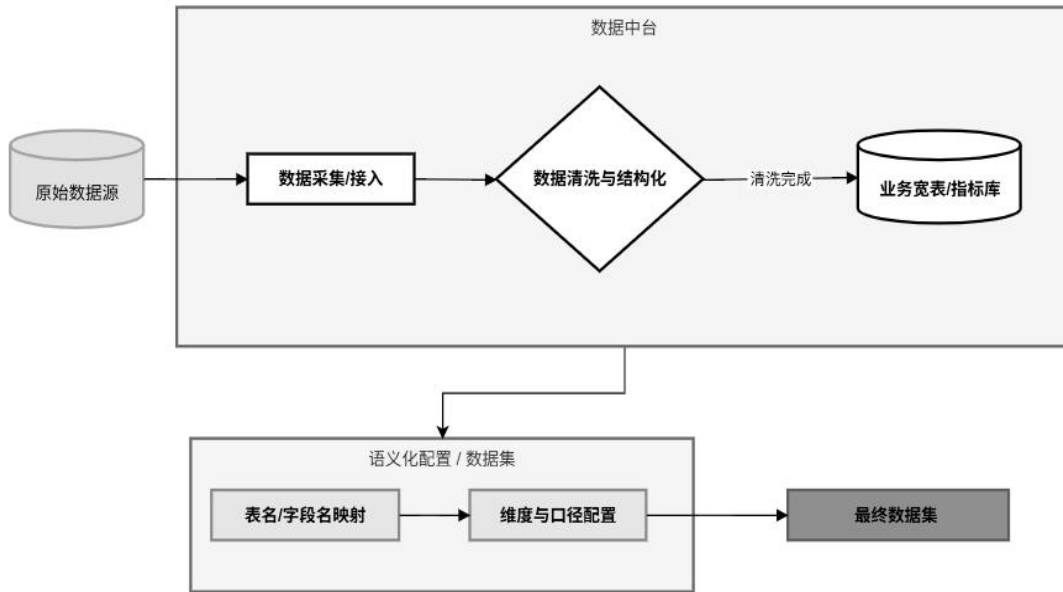 数据中台
原始数据源
数据采集/接入
数据清洗与结构化
清洗完成
业务宽表/指标库
语义化配置 / 数据集
表名/字段名映射
维度与口径配置
最终数据集